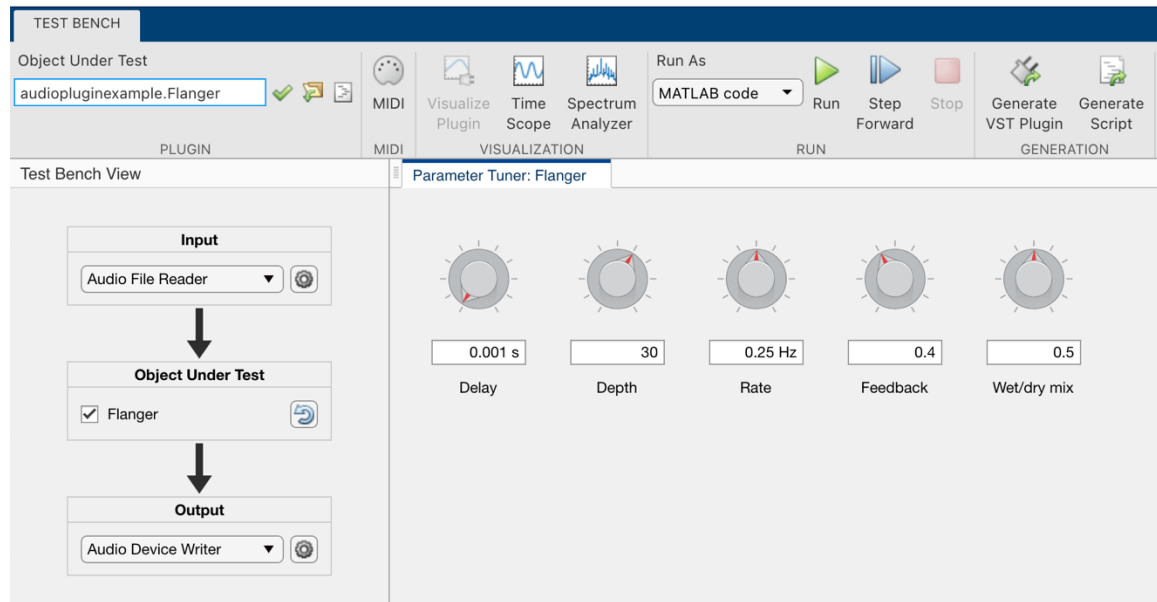 TEST BENCH
Object Under Test
audiopluginexample.Flanger
PLUGIN
MIDI
MIDI
Visualize
Plugin
Time
Scope
Spectrum
Analyzer
VISUALIZATION
Run As
MATLAB code
Run
Step
Forward
Stop
RUN
Generate
VST Plugin
Generate
Script
GENERATION
Test Bench View
Input
Audio File Reader
Object Under Test
Flanger
Output
Audio Device Writer
Parameter Tuner: Flanger
0.001 s
30
0.25 Hz
0.4
0.5
Delay
Depth
Rate
Feedback
Wet/dry mix